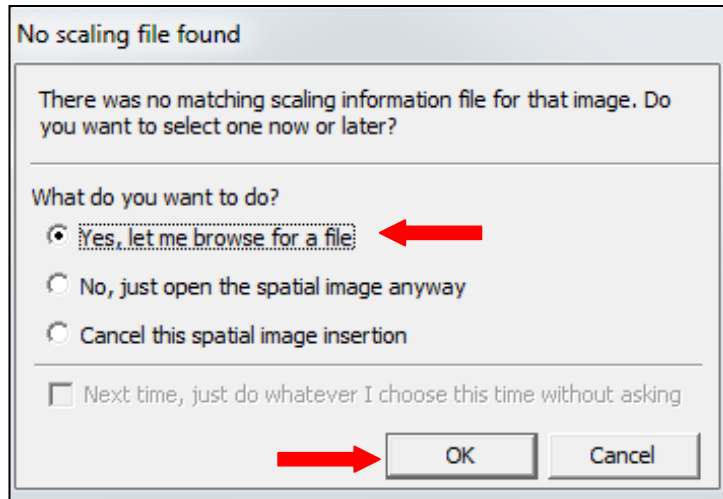 No scaling file found
There was no matching scaling information file for that image. Do
you want to select one now or later?
What do you want to do?
Yes, let me browse for a file
No, just open the spatial image anyway
Cancel this spatial image insertion
Next time, just do whatever I choose this time without asking
OK Cancel